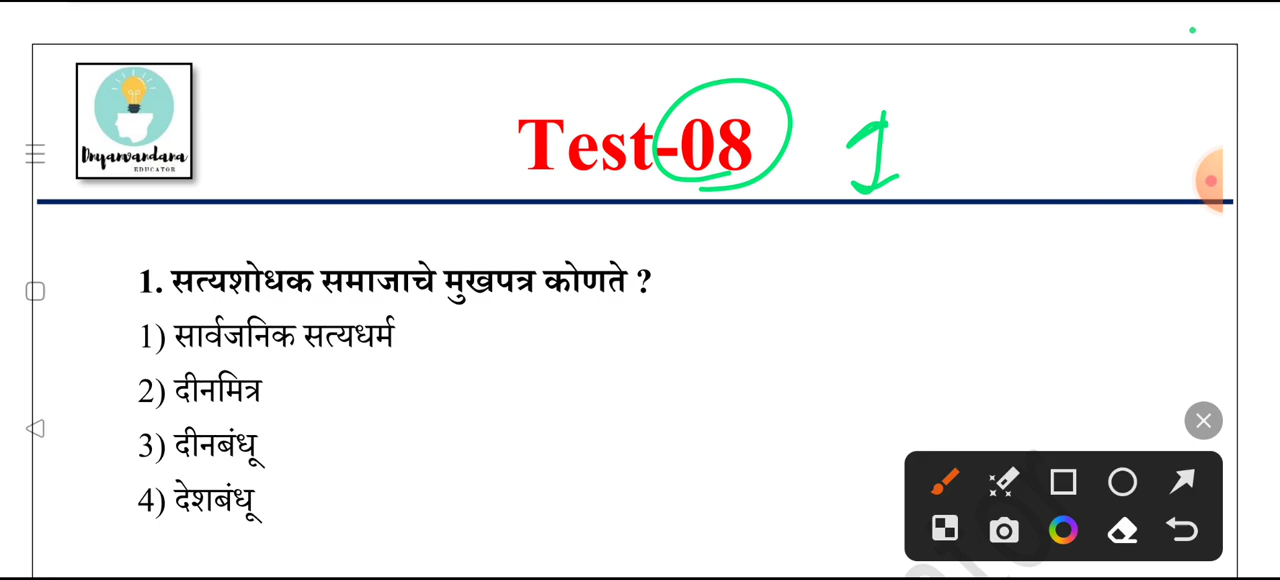 Dnyanvandana
EDUCATOR
Test-08
1
1. सत्यशोधक समाजाचे मुखपत्र कोणते ?
1) सार्वजनिक सत्यधर्म
2) दीनमित्र
3) दीनबंधू
4) देशबंधू